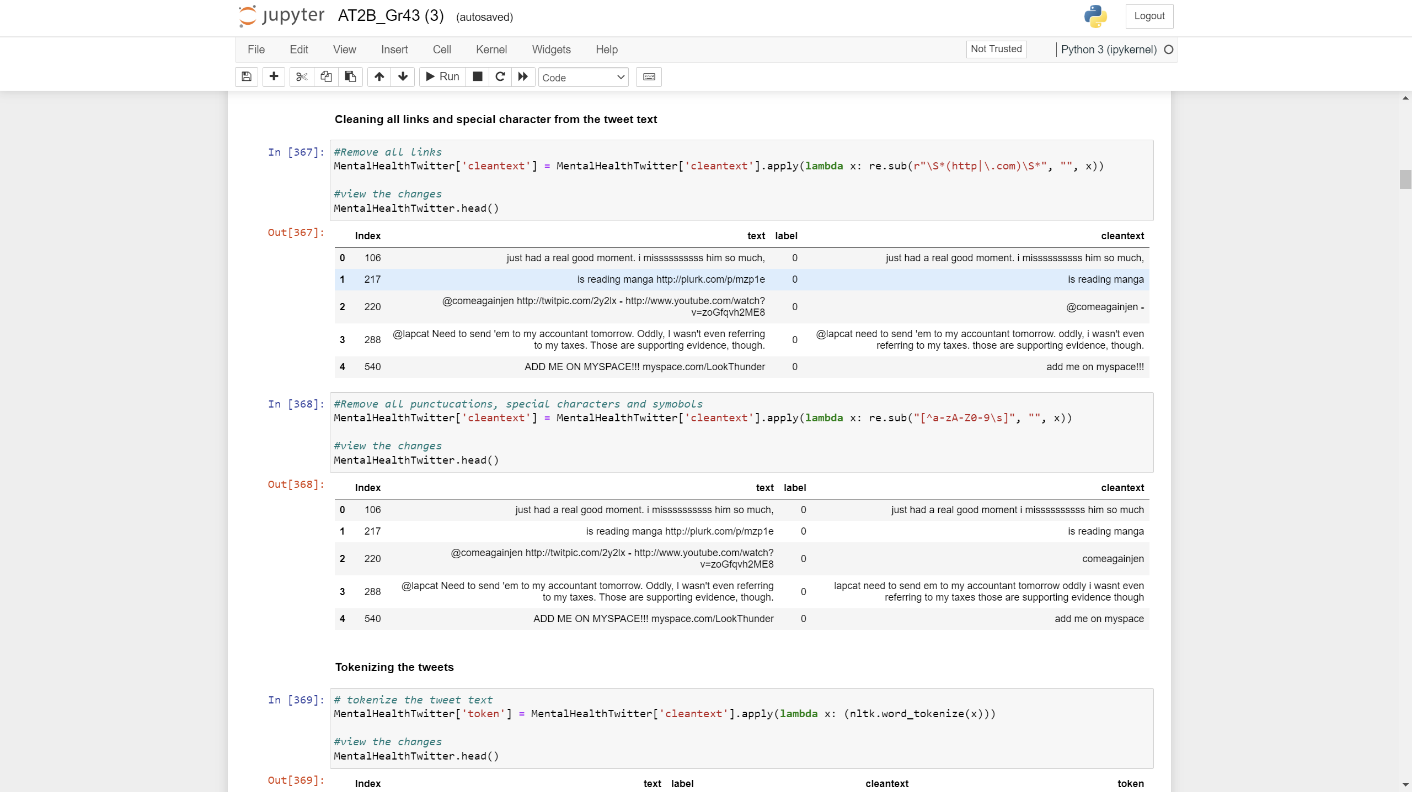 jupyter AT2B_Gr43 (3) (autosaved) Logout
File Edit View Insert Cell Kernel Widgets Help Not Trusted Python 3 (ipykernel)
Run Code
Cleaning all links and special character from the tweet text
In [367]: #Remove all links
MentalHealthTwitter['cleantext'] = MentalHealthTwitter['cleantext'].apply(lambda x: re.sub(r"\S*(http|\.com)\S*", "", x))
#view the changes
MentalHealthTwitter.head()
Out[367]: Index text label cleantext
0 106 just had a real good moment. i missssssssss him so much, 0 just had a real good moment. i missssssssss him so much,
1 217 is reading manga http://plurk.com/p/mzp1e 0 is reading manga
2 220 @comeagainjen http://twitpic.com/2y2lx - http://www.youtube.com/watch?
v=zoGfqvh2ME8 0 @comeagainjen -
3 288 @lapcat Need to send 'em to my accountant tomorrow. Oddly, I wasn't even referring
to my taxes. Those are supporting evidence, though. 0 @lapcat need to send 'em to my accountant tomorrow. oddly, i wasn't even
referring to my taxes. those are supporting evidence, though.
4 540 ADD ME ON MYSPACE!!! myspace.com/LookThunder 0 add me on myspace!!!
In [368]: #Remove all punctucations, special characters and symobols
MentalHealthTwitter['cleantext'] = MentalHealthTwitter['cleantext'].apply(lambda x: re.sub("[^a-zA-Z0-9\s]", "", x))
#view the changes
MentalHealthTwitter.head()
Out[368]: Index text label cleantext
0 106 just had a real good moment. i missssssssss him so much, 0 just had a real good moment i missssssssss him so much
1 217 is reading manga http://plurk.com/p/mzp1e 0 is reading manga
2 220 @comeagainjen http://twitpic.com/2y2lx - http://www.youtube.com/watch?
v=zoGfqvh2ME8 0 comeagainjen
3 288 @lapcat Need to send 'em to my accountant tomorrow. Oddly, I wasn't even referring
to my taxes. Those are supporting evidence, though. 0 lapcat need to send em to my accountant tomorrow oddly i wasnt even
referring to my taxes those are supporting evidence though
4 540 ADD ME ON MYSPACE!!! myspace.com/LookThunder 0 add me on myspace
Tokenizing the tweets
In [369]: # tokenize the tweet text
MentalHealthTwitter['token'] = MentalHealthTwitter['cleantext'].apply(lambda x: (nltk.word_tokenize(x)))
#view the changes
MentalHealthTwitter.head()
Out[369]: Index text label cleantext token